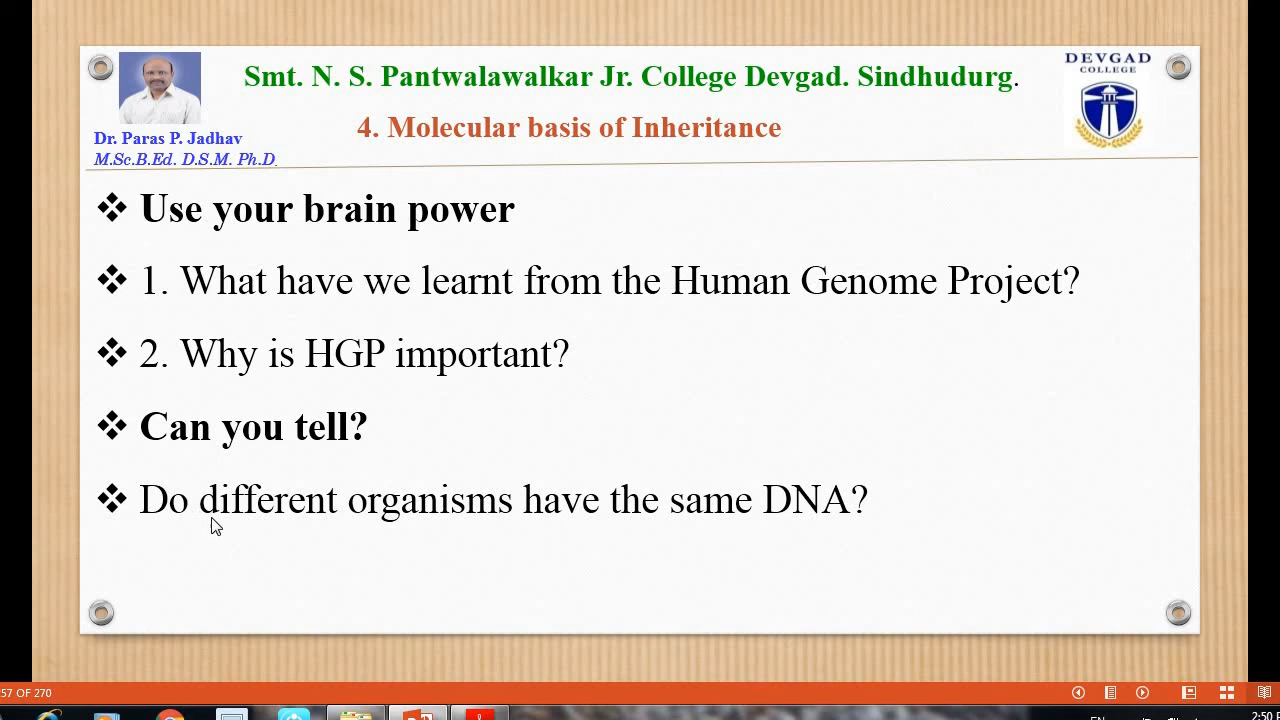 DEVGAD
COLLEGE
Smt. N. S. Pantwalawalkar Jr. College Devgad. Sindhudurg.
4. Molecular basis of Inheritance
Dr. Paras P. Jadhav
M.Sc.B.Ed. D.S.M. Ph.D.
❖ Use your brain power
❖ 1. What have we learnt from the Human Genome Project?
❖ 2. Why is HGP important?
❖ Can you tell?
❖ Do different organisms have the same DNA?
57 OF 270
2:50